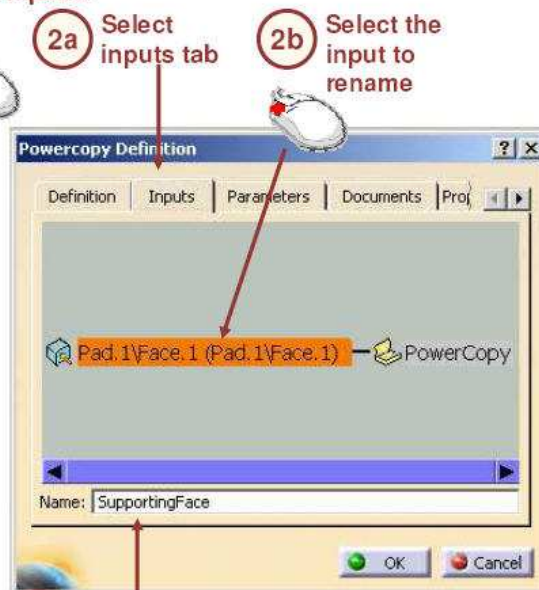 2a
Select
inputs tab
2b
Select the
input to
rename
Powercopy Definition
Definition
Inputs
Parameters
Documents
Pad.1\Face.1 (Pad.1\Face.1)
PowerCopy
Name: SupportingFace
OK
Cancel